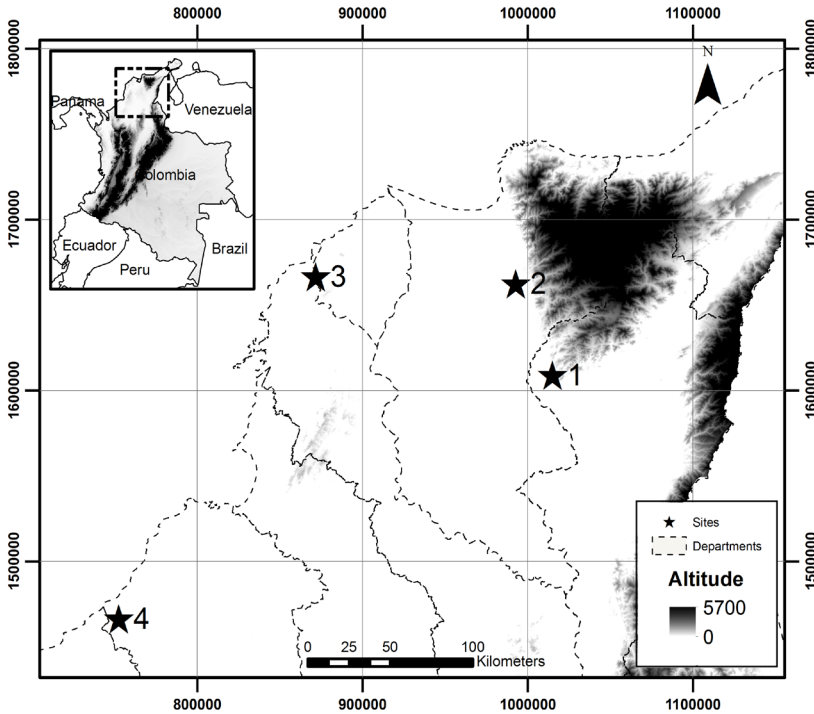 800000 900000 1000000 1100000
1800000 1800000
N
Panama
Venezuela
Colombia
Ecuador
Peru
Brazil
1700000 1700000
3
2
1
1600000 1600000
Sites
Departments
Altitude
5700
0
1500000 1500000
4
0 25 50 100
Kilometers
800000 900000 1000000 1100000